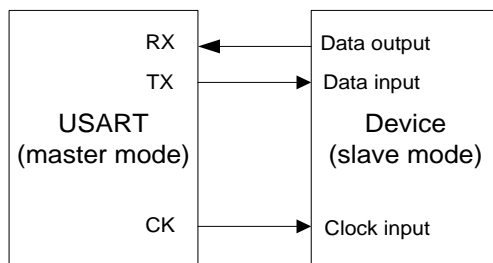 RX
Data output
TX
Data input
USART
(master mode)
Device
(slave mode)
CK
Clock input